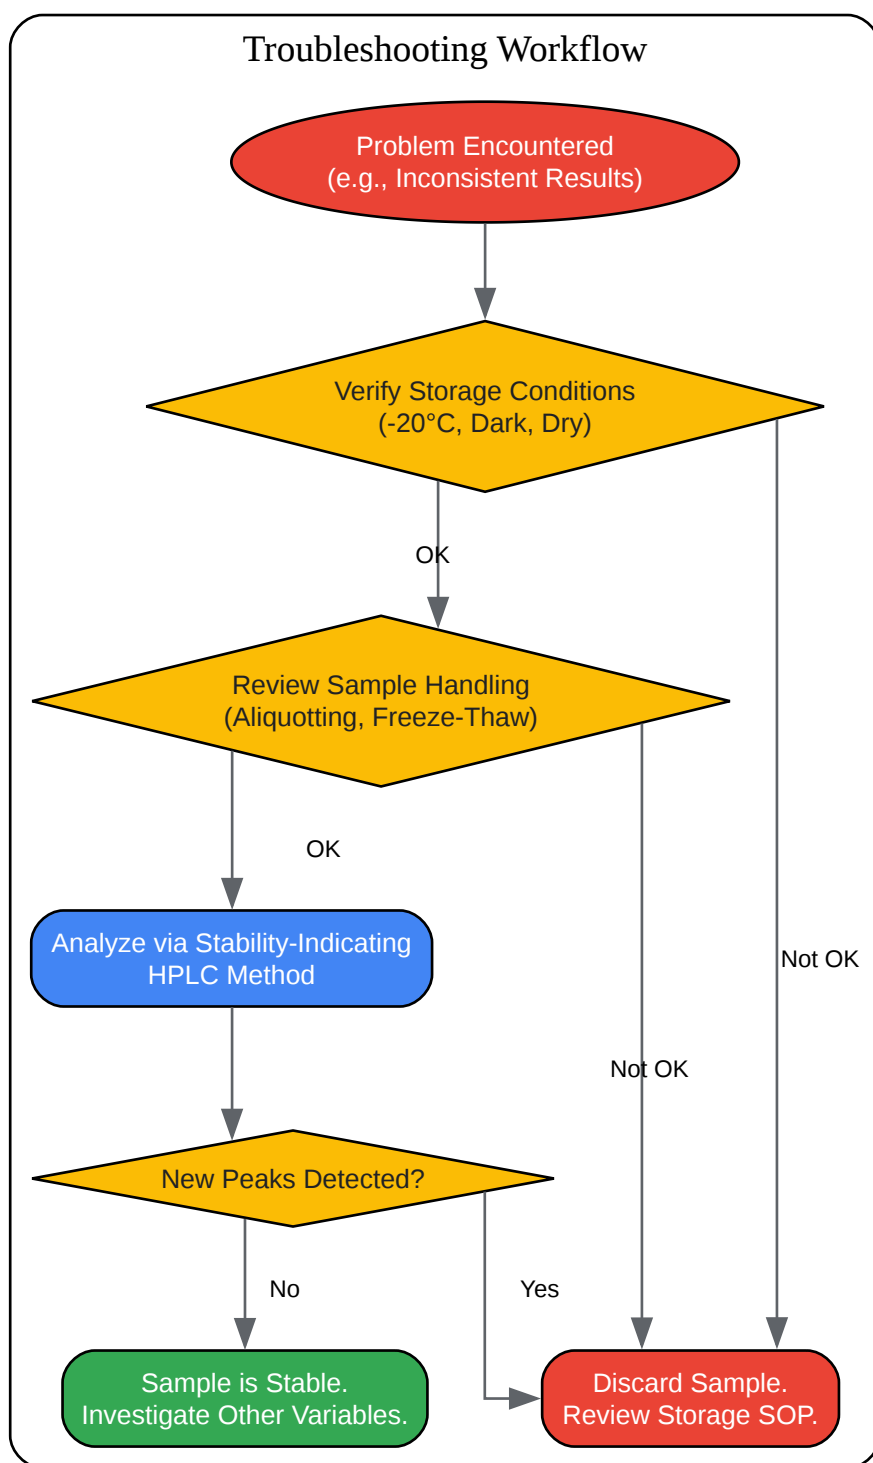 Troubleshooting Workflow
Problem Encountered
(e.g., Inconsistent Results)
Verify Storage Conditions
(-20°C, Dark, Dry)
OK
Review Sample Handling
(Aliquotting, Freeze-Thaw)
OK
Analyze via Stability-Indicating
HPLC Method
Not OK
Not OK
New Peaks Detected?
No
Yes
Sample is Stable.
Investigate Other Variables.
Discard Sample.
Review Storage SOP.